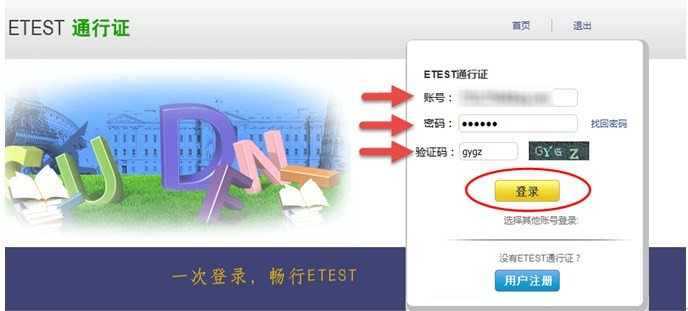 ETEST 通行证
首页 退出
ETEST通行证
账号：
密码： ●●●●●● 找回密码
验证码： gygz GYGZ
登录
选择其他账号登录:
没有ETEST通行证？
用户注册
一次登录，畅行ETEST